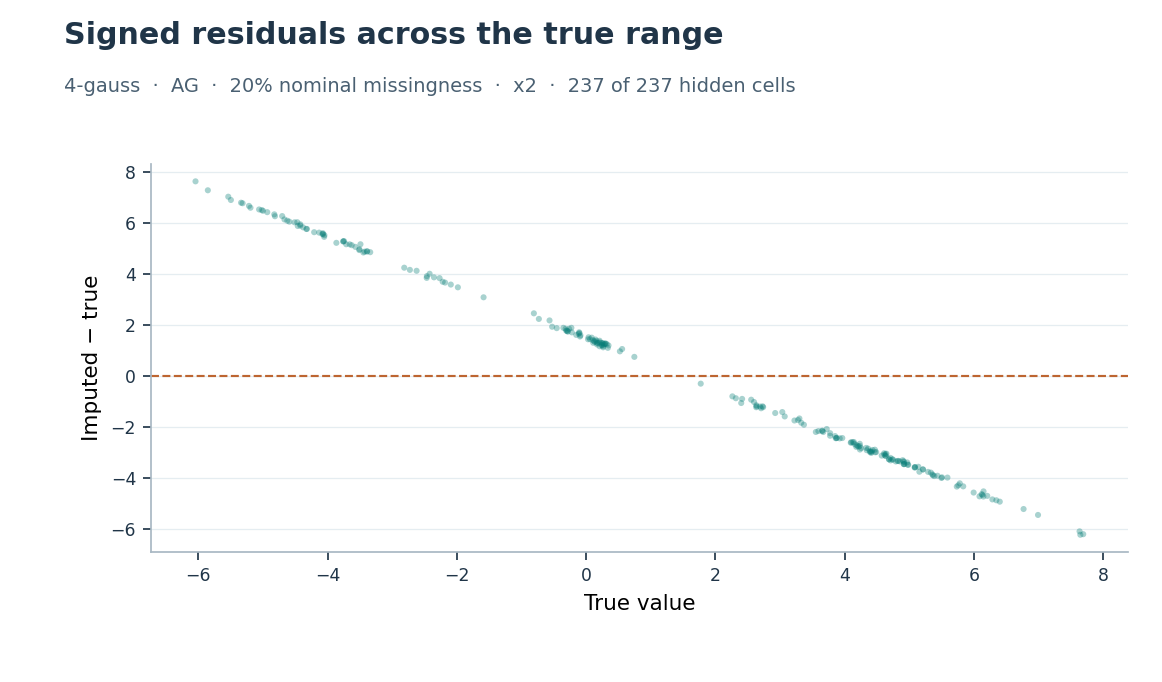 Signed residuals across the true range
4-gauss · AG · 20% nominal missingness · x2 · 237 of 237 hidden cells
8
6
4
2
0
−2
−4
−6
Imputed − true
−6 −4 −2 0 2 4 6 8
True value